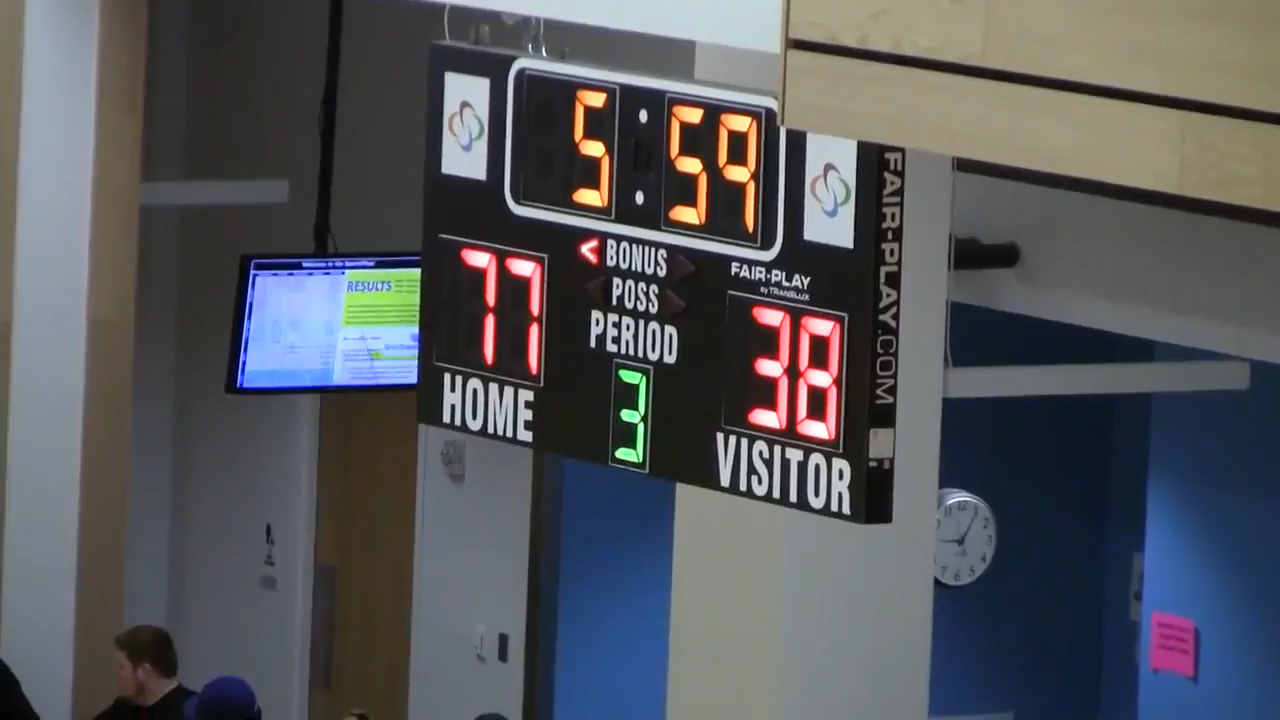 5:59
< BONUS
POSS
PERIOD
3
77
HOME
FAIR-PLAY
by TRANSLUX
38
VISITOR
FAIR-PLAY.COM
RESULTS